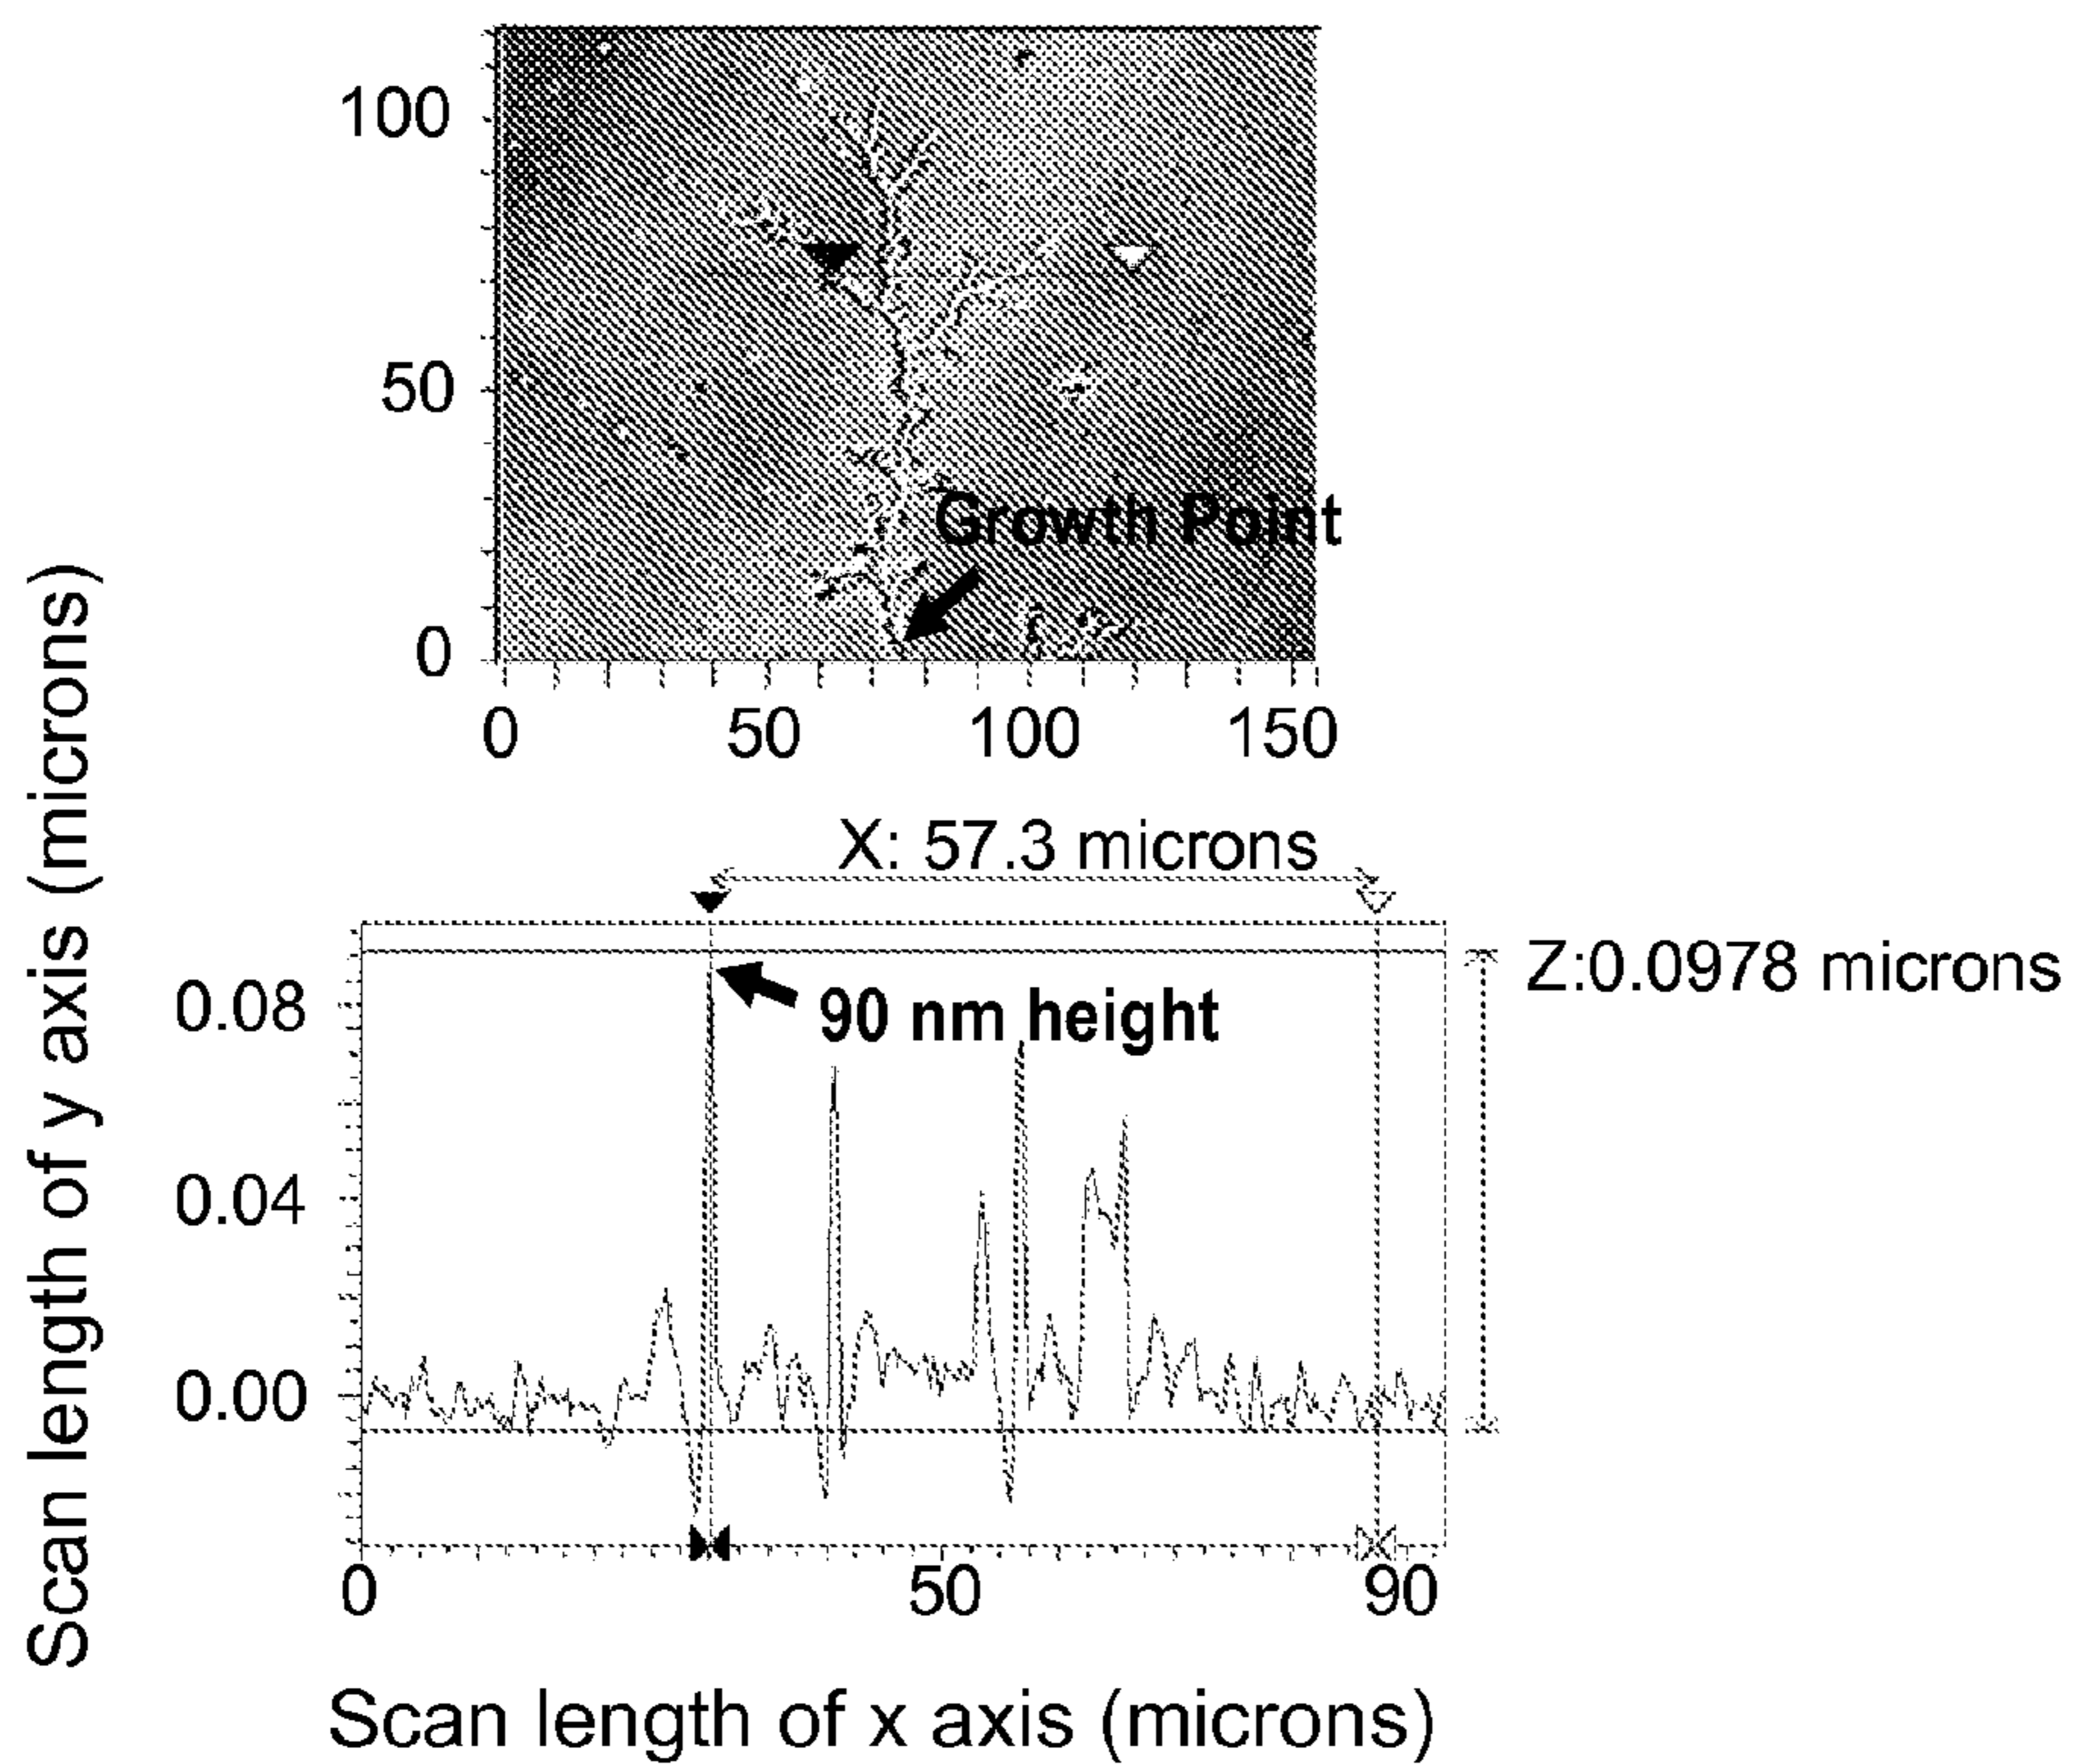 100
50
0
Growth Point
0 50 100 150
Scan length of y axis (microns)
X: 57.3 microns
Z:0.0978 microns
90 nm height
0.08
0.04
0.00
0 50 90
Scan length of x axis (microns)